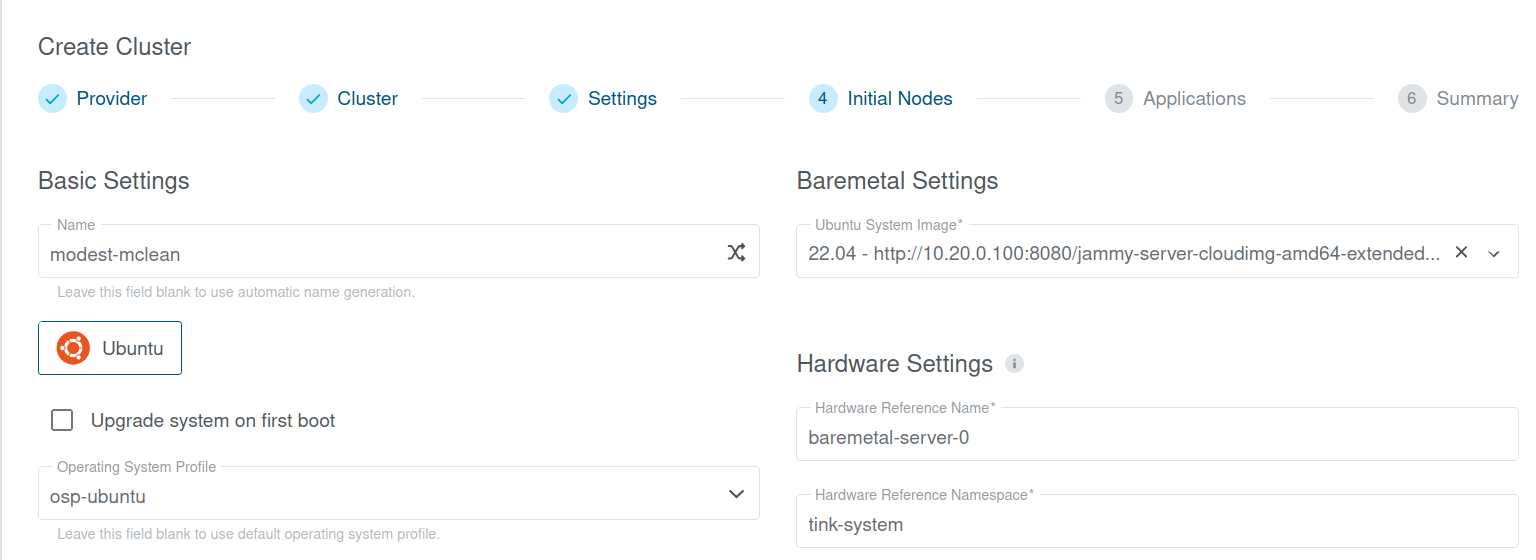 Create Cluster
Provider
Cluster
Settings
4 Initial Nodes
5 Applications
6 Summary
Basic Settings
Name
modest-mclean
Leave this field blank to use automatic name generation.
Ubuntu
Upgrade system on first boot
Operating System Profile
osp-ubuntu
Leave this field blank to use default operating system profile.
Baremetal Settings
Ubuntu System Image*
22.04 - http://10.20.0.100:8080/jammy-server-cloudimg-amd64-extended...
Hardware Settings i
Hardware Reference Name*
baremetal-server-0
Hardware Reference Namespace*
tink-system